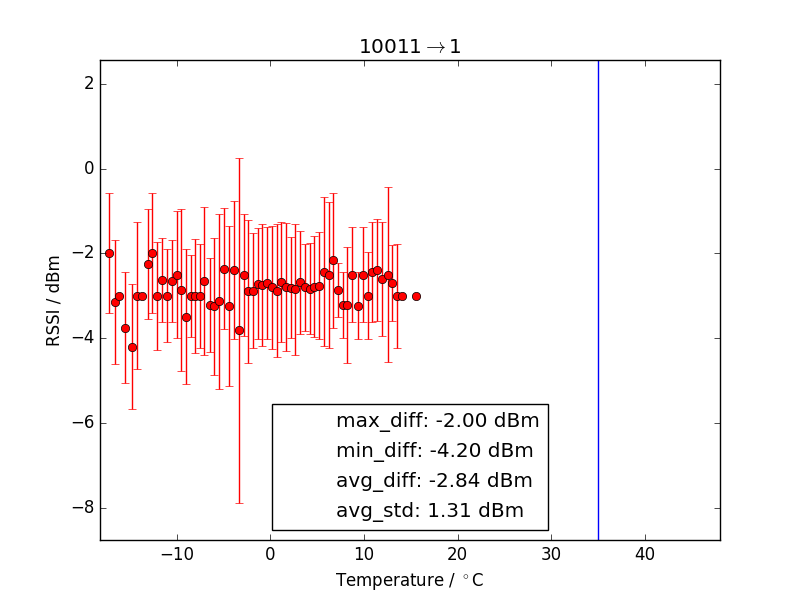 10011→1
2
0
−2
−4
−6
−8
RSSI / dBm
max_diff: -2.00 dBm
min_diff: -4.20 dBm
avg_diff: -2.84 dBm
avg_std: 1.31 dBm
−10 0 10 20 30 40
Temperature / °C